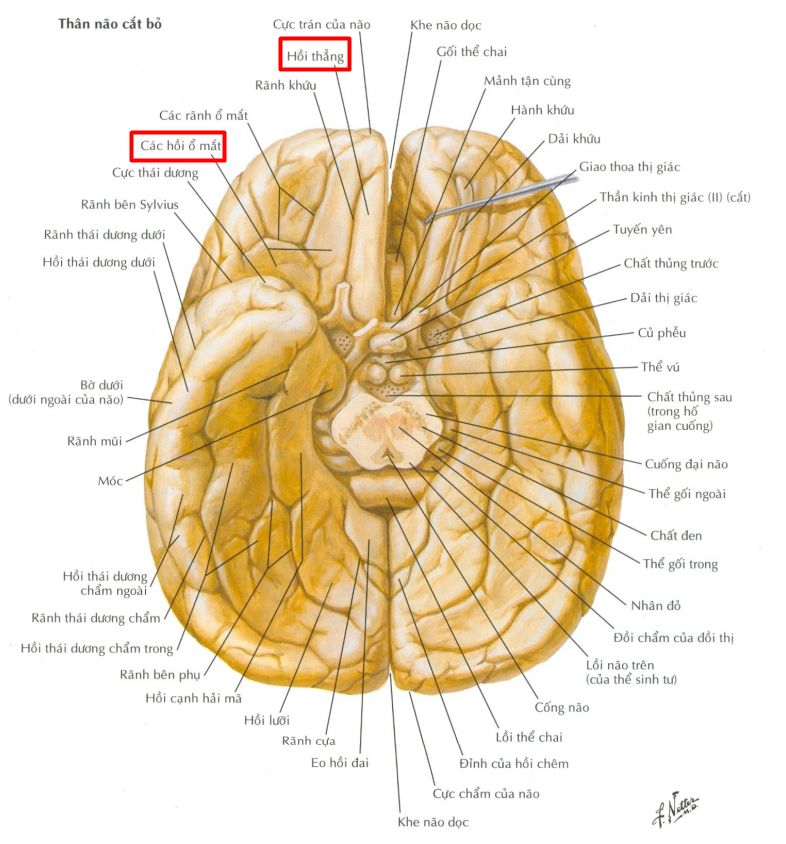 Thân não cắt bỏ
Cực trán của não
Khe não dọc
Hồi thẳng
Gối thể chai
Rãnh khứu
Mảnh tận cùng
Các rãnh ổ mắt
Hành khứu
Các hồi ổ mắt
Dải khứu
Cực thái dương
Giao thoa thị giác
Rãnh bên Sylvius
Thần kinh thị giác (II) (cắt)
Rãnh thái dương dưới
Tuyến yên
Hồi thái dương dưới
Chất thủng trước
Dải thị giác
Củ phễu
Bờ dưới
(dưới ngoài của não)
Thể vú
Chất thủng sau
(trong hố
gian cuống)
Rãnh mũi
Móc
Cuống đại não
Thể gối ngoài
Chất đen
Thể gối trong
Hồi thái dương
chẩm ngoài
Nhân đỏ
Rãnh thái dương chẩm
Đồi chẩm của đồi thị
Hồi thái dương chẩm trong
Lồi não trên
(của thể sinh tư)
Rãnh bên phụ
Hồi cạnh hải mã
Cống não
Hồi lưỡi
Lồi thể chai
Rãnh cựa
Eo hồi đai
Đỉnh của hồi chêm
Cực chẩm của não
Khe não dọc
F. Netter
M.D.